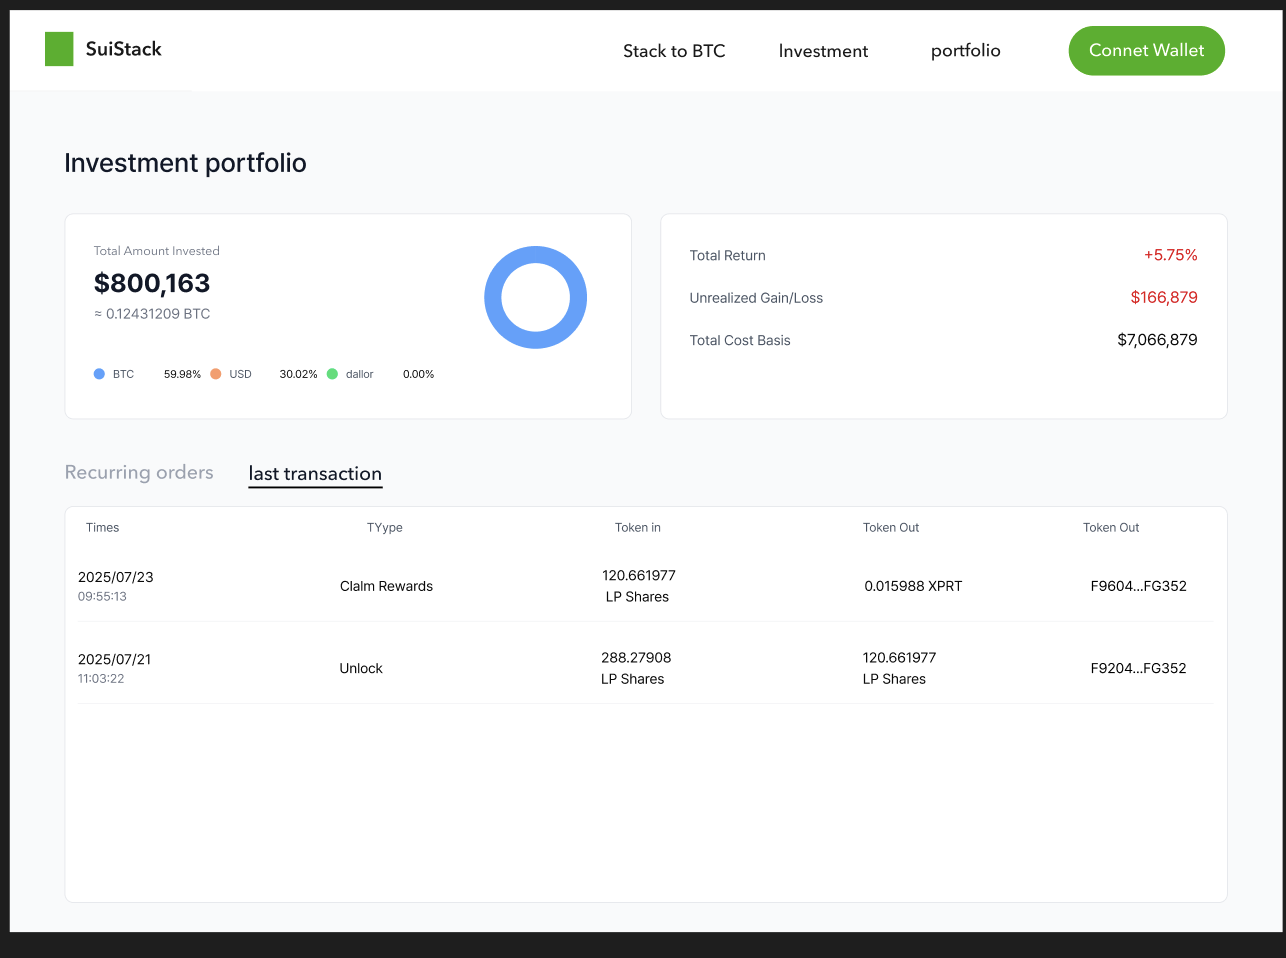 SuiStack
Stack to BTC
Investment
portfolio
Connet Wallet
Investment portfolio
Total Amount Invested
$800,163
≈ 0.12431209 BTC
BTC 59.98% USD 30.02% dallor 0.00%
Total Return +5.75%
Unrealized Gain/Loss $166,879
Total Cost Basis $7,066,879
Recurring orders last transaction
Times TYype Token in Token Out Token Out
2025/07/23
09:55:13
Clalm Rewards
120.661977
LP Shares
0.015988 XPRT
F9604...FG352
2025/07/21
11:03:22
Unlock
288.27908
LP Shares
120.661977
LP Shares
F9204...FG352